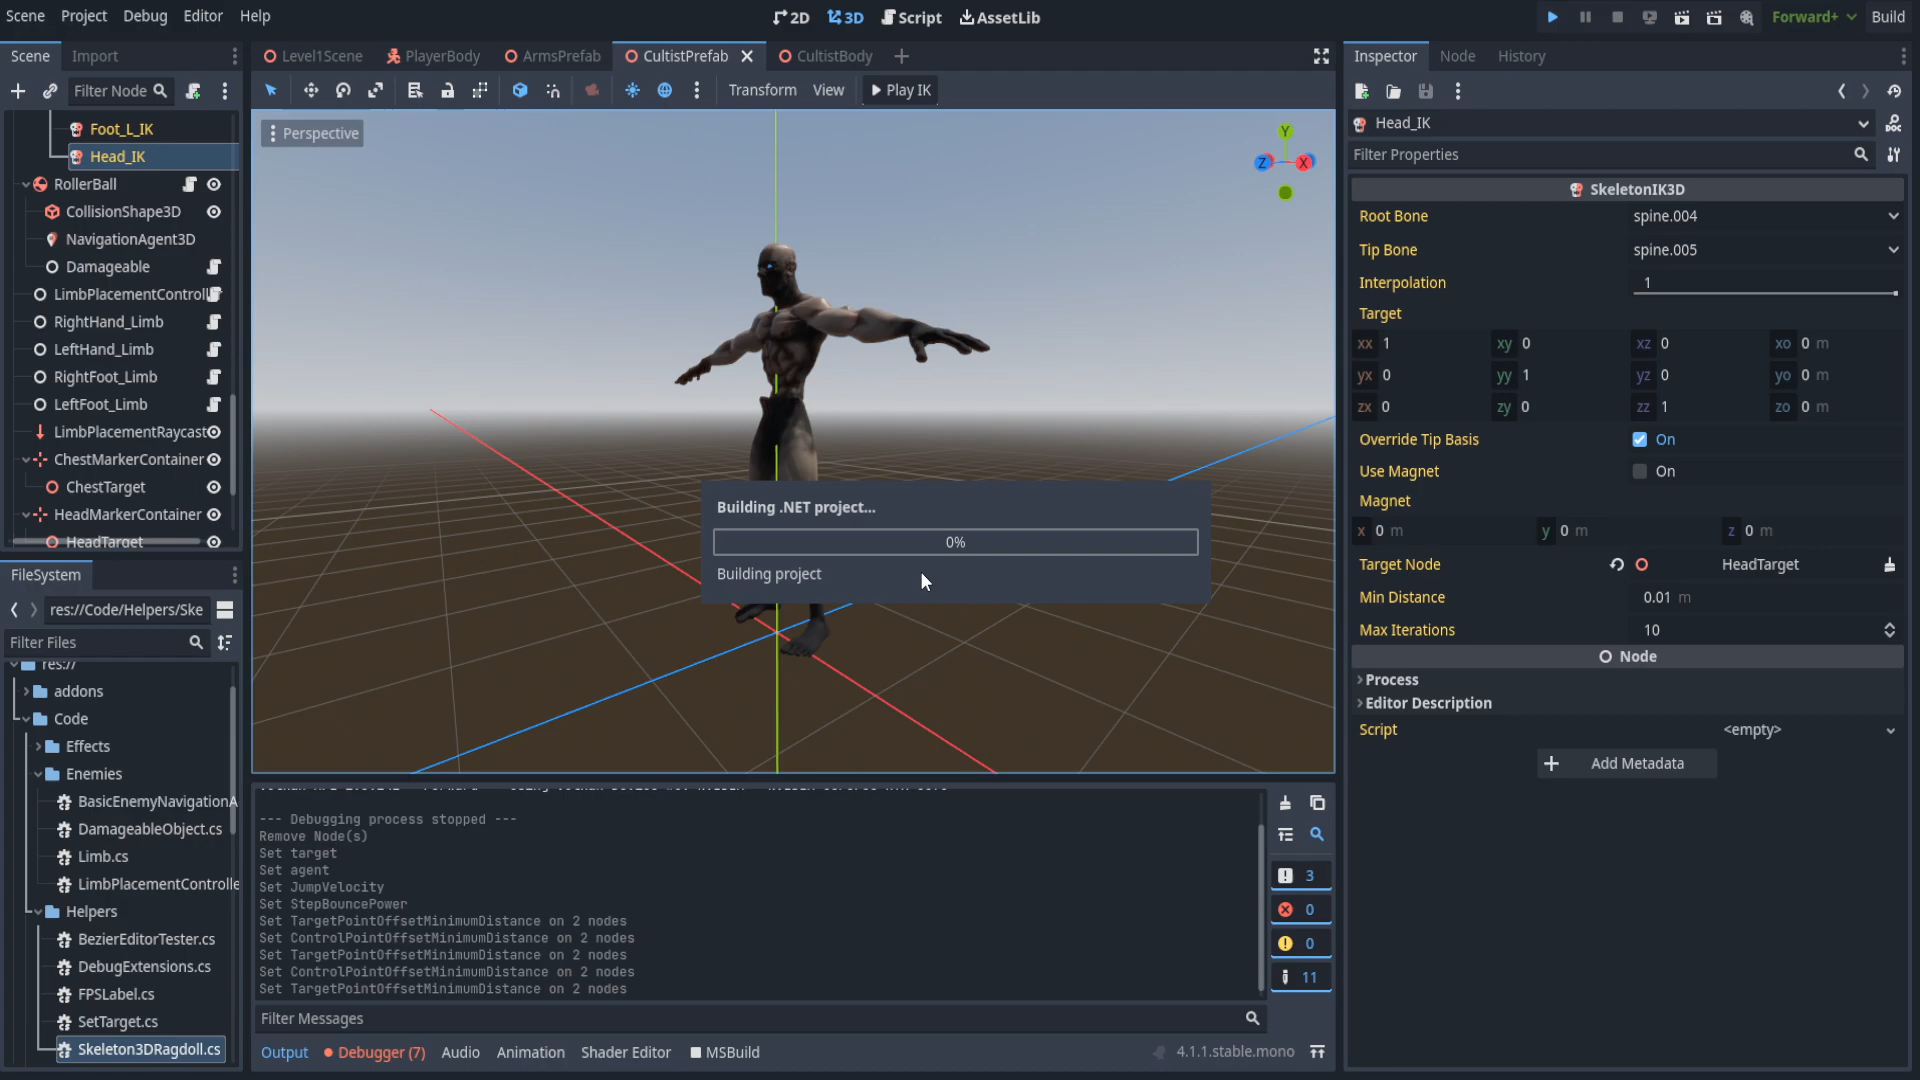 Scene Project Debug Editor Help
2D 3D Script AssetLib
Forward+ Build
Scene Import
Level1Scene PlayerBody ArmsPrefab CultistPrefab CultistBody
Inspector Node History
Filter Node
Transform View Play IK
Perspective
Y
Z X
Foot_L_IK
Head_IK
RollerBall
CollisionShape3D
NavigationAgent3D
Damageable
LimbPlacementControll
RightHand_Limb
LeftHand_Limb
RightFoot_Limb
LeftFoot_Limb
LimbPlacementRaycast
ChestMarkerContainer
ChestTarget
HeadMarkerContainer
HeadTarget
FileSystem
res://Code/Helpers/Ske
Filter Files
res://
addons
Code
Effects
Enemies
BasicEnemyNavigationA
DamageableObject.cs
Limb.cs
LimbPlacementControlle
Helpers
BezierEditorTester.cs
DebugExtensions.cs
FPSLabel.cs
SetTarget.cs
Skeleton3DRagdoll.cs
Building .NET project...
0%
Building project
--- Debugging process stopped ---
Remove Node(s)
Set target
Set agent
Set JumpVelocity
Set StepBouncePower
Set TargetPointOffsetMinimumDistance on 2 nodes
Set ControlPointOffsetMinimumDistance on 2 nodes
Set TargetPointOffsetMinimumDistance on 2 nodes
Set ControlPointOffsetMinimumDistance on 2 nodes
Set TargetPointOffsetMinimumDistance on 2 nodes
3
0
0
11
Filter Messages
Output Debugger (7) Audio Animation Shader Editor MSBuild
4.1.1.stable.mono
Head_IK
Filter Properties
SkeletonIK3D
Root Bone spine.004
Tip Bone spine.005
Interpolation 1
Target
xx 1 xy 0 xz 0 xo 0 m
yx 0 yy 1 yz 0 yo 0 m
zx 0 zy 0 zz 1 zo 0 m
Override Tip Basis On
Use Magnet On
Magnet
x 0 m y 0 m z 0 m
Target Node HeadTarget
Min Distance 0.01 m
Max Iterations 10
Node
Process
Editor Description
Script <empty>
Add Metadata